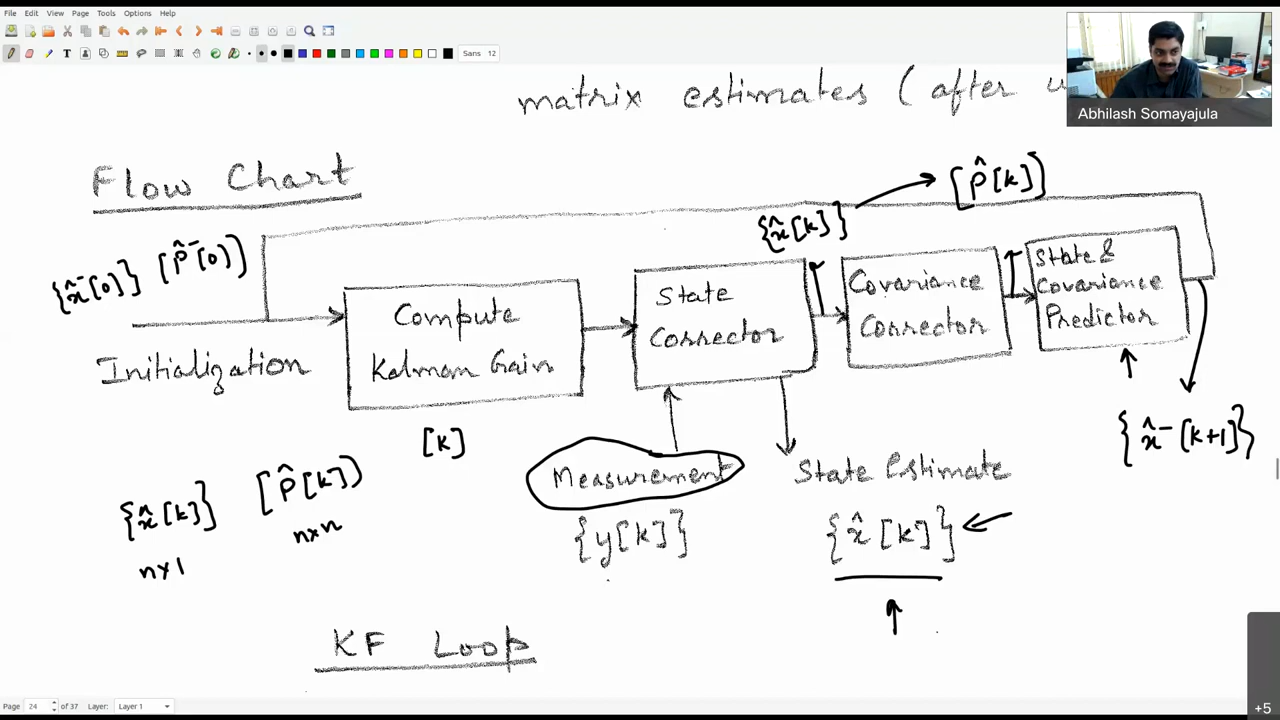 File Edit View Page Tools Options Help
Sans 12
Abhilash Somayajula
matrix estimates (after
Flow Chart
[P̂[k]]
{x̂[k]}
{x̂⁻[0]} [P̂⁻[0]]
Initialization
Compute
Kalman Gain
State
Corrector
Covariance
Corrector
State &
Covariance
Predictor
[k]
Measurement
{y[k]}
State Estimate
{x̂[k]}
{x̂⁻[k+1]}
{x̂[k]} [P̂[k]]
n×1 n×n
KF Loop
Page 24 of 37 Layer: Layer 1
+5